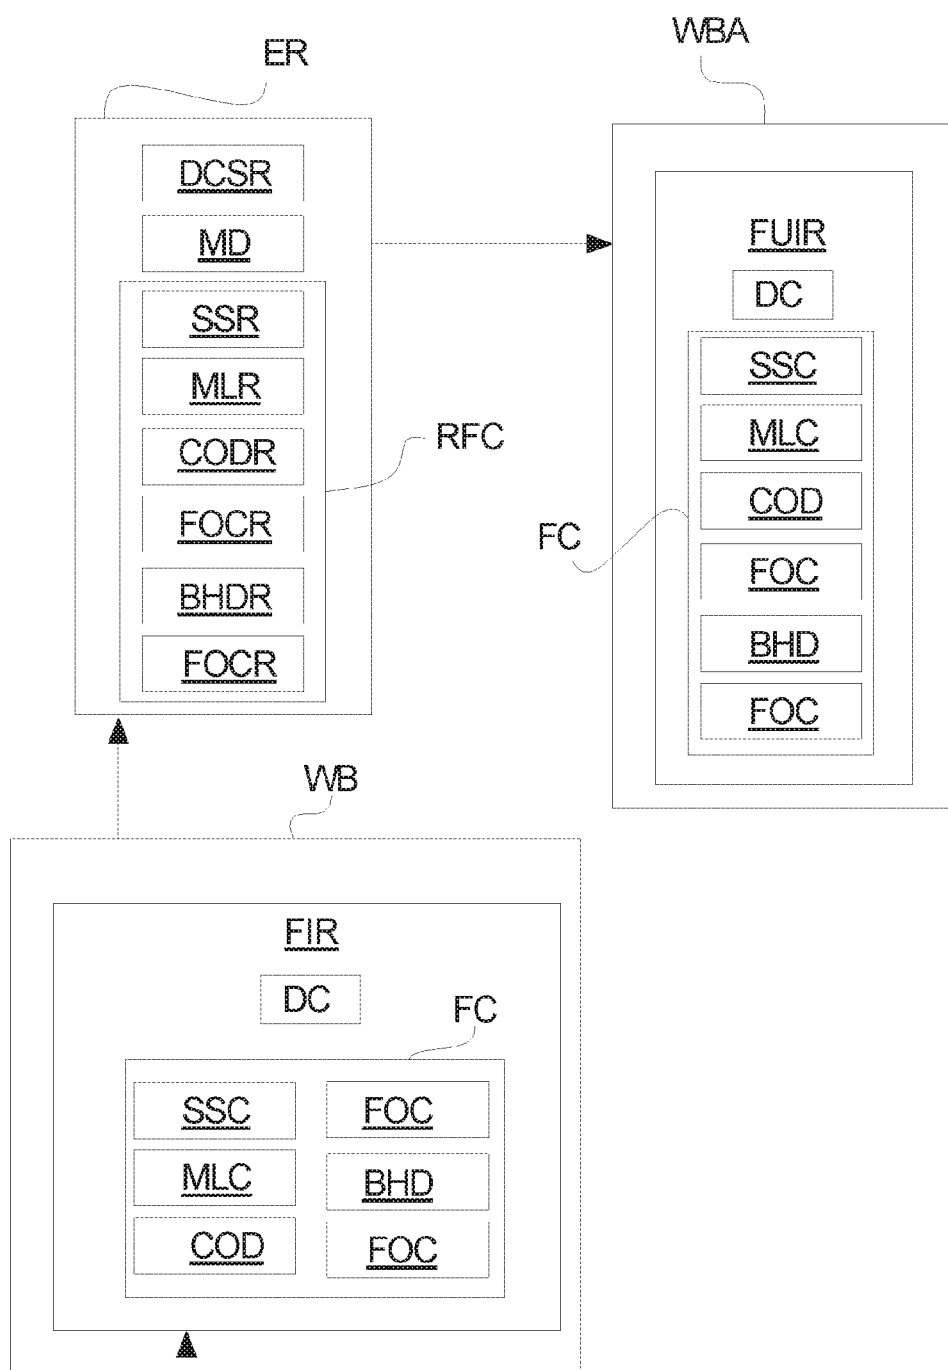 ER
DCSR
MD
SSR
MLR
CODR
FOCR
BHDR
FOCR
RFC
WBA
FUIR
DC
SSC
MLC
COD
FOC
BHD
FOC
FC
WB
FIR
DC
FC
SSC
MLC
COD
FOC
BHD
FOC